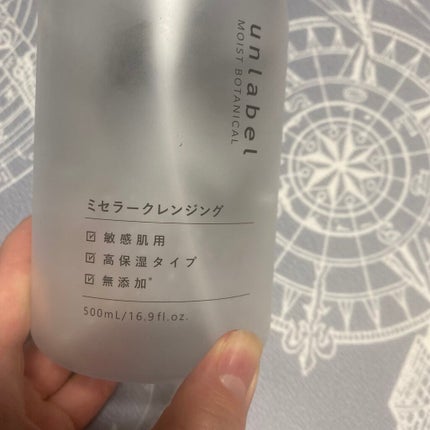 unlabel
MOIST BOTANICAL
ミセラークレンジング
☑ 敏感肌用
☑ 高保湿タイプ
☑ 無添加*
500mL/16.9fl.oz.